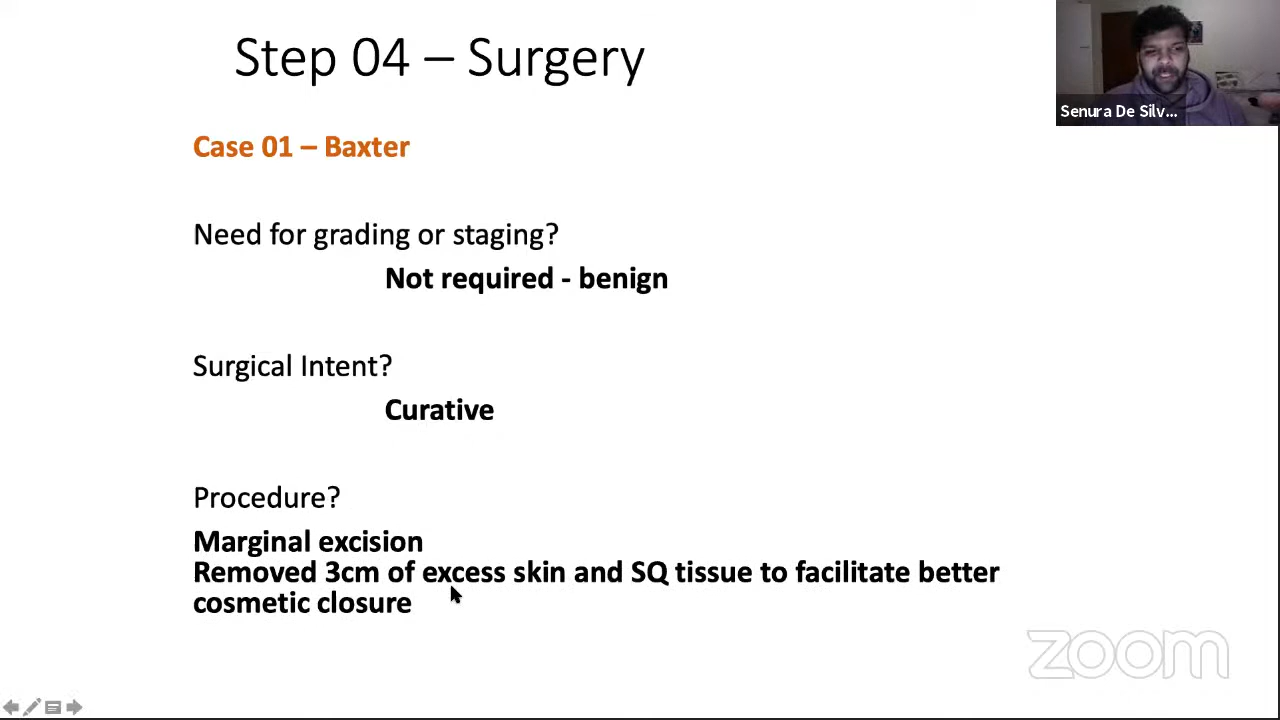 Step 04 – Surgery
Senura De Silv...
Case 01 – Baxter
Need for grading or staging?
Not required - benign
Surgical Intent?
Curative
Procedure?
Marginal excision
Removed 3cm of excess skin and SQ tissue to facilitate better
cosmetic closure
zoom